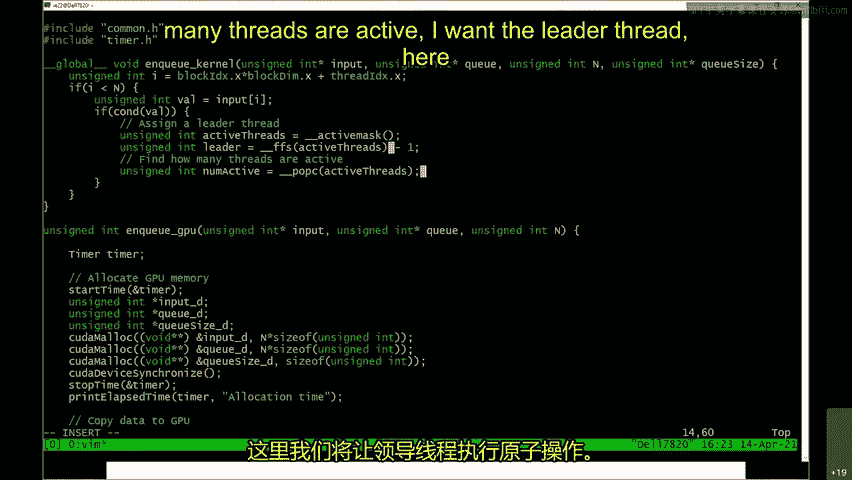 many threads are active, I want the leader thread,
here
#include "common.h"
#include "timer.h"
__global__ void enqueue_kernel(unsigned int* input, unsigned int* queue, unsigned int N, unsigned int* queueSize) {
unsigned int i = blockIdx.x*blockDim.x + threadIdx.x;
if(i < N) {
unsigned int val = input[i];
if(cond(val)) {
// Assign a leader thread
unsigned int activeThreads = __activemask();
unsigned int leader = __ffs(activeThreads) - 1;
// Find how many threads are active
unsigned int numActive = __popc(activeThreads);
}
}
}
unsigned int enqueue_gpu(unsigned int* input, unsigned int* queue, unsigned int N) {
Timer timer;
// Allocate GPU memory
startTime(&timer);
unsigned int *input_d;
unsigned int *queue_d;
unsigned int *queueSize_d;
cudaMalloc((void**) &input_d, N*sizeof(unsigned int));
cudaMalloc((void**) &queue_d, N*sizeof(unsigned int));
cudaMalloc((void**) &queueSize_d, sizeof(unsigned int));
cudaDeviceSynchronize();
stopTime(&timer);
printElapsedTime(timer, "Allocation time");
// Copy data to GPU
-- INSERT -- 14,60 Top
[0] 0:vim* "Dell7820" 16:23 14-Apr-21
这里我们将让领导线程执行原子操作。
+19